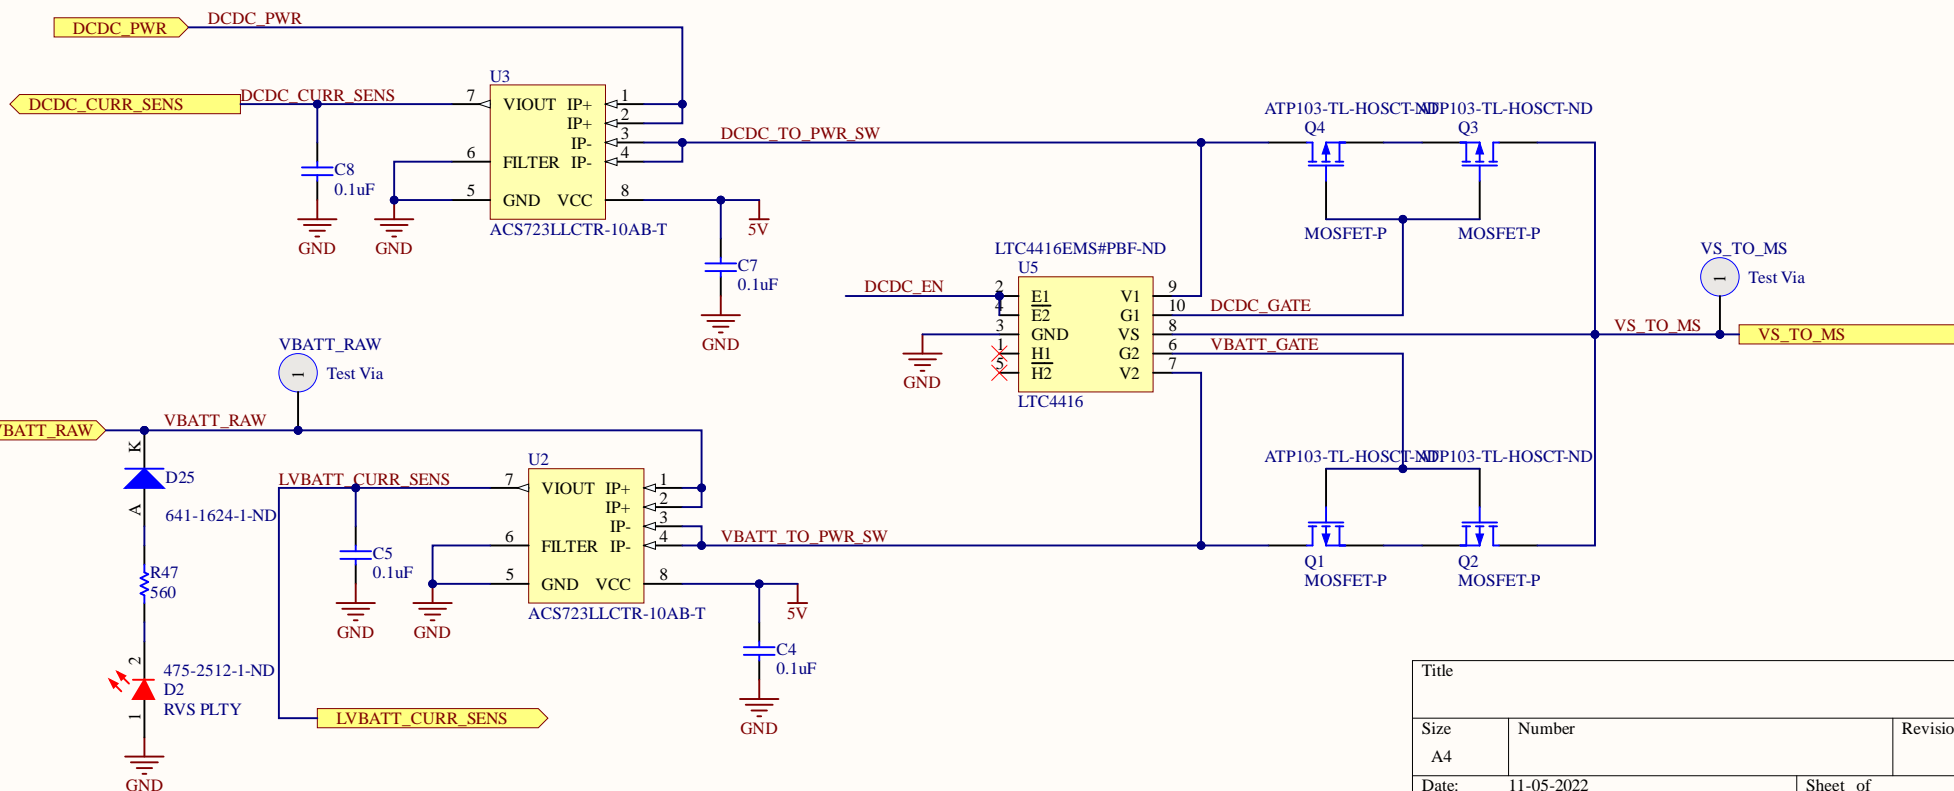 DCDC_PWR
DCDC_PWR
U3
DCDC_CURR_SENS
DCDC_CURR_SENS
7
VIOUT IP+
1
IP+
2
IP-
3
6
FILTER IP-
4
5
GND VCC
8
ACS723LLCTR-10AB-T
C8
0.1uF
GND
GND
5V
C7
0.1uF
GND
DCDC_TO_PWR_SW
ATP103-TL-HOSCT-ND
ATP103-TL-HOSCT-ND
Q4
Q3
MOSFET-P
MOSFET-P
LTC4416EMS#PBF-ND
U5
DCDC_EN
2
E1
V1
9
4
E2
G1
10
DCDC_GATE
3
GND
VS
8
1
H1
G2
6
VBATT_GATE
5
H2
V2
7
LTC4416
GND
VS_TO_MS
1
Test Via
VS_TO_MS
VS_TO_MS
VBATT_RAW
1
Test Via
VBATT_RAW
VBATT_RAW
K
D25
A
641-1624-1-ND
R47
560
2
475-2512-1-ND
D2
RVS PLTY
1
GND
U2
LVBATT_CURR_SENS
7
VIOUT IP+
1
IP+
2
IP-
3
6
FILTER IP-
4
5
GND VCC
8
ACS723LLCTR-10AB-T
C5
0.1uF
GND
GND
5V
C4
0.1uF
GND
LVBATT_CURR_SENS
VBATT_TO_PWR_SW
ATP103-TL-HOSCT-ND
ATP103-TL-HOSCT-ND
Q1
Q2
MOSFET-P
MOSFET-P
Title
Size
Number
Revisio
A4
Date:
11-05-2022
Sheet of